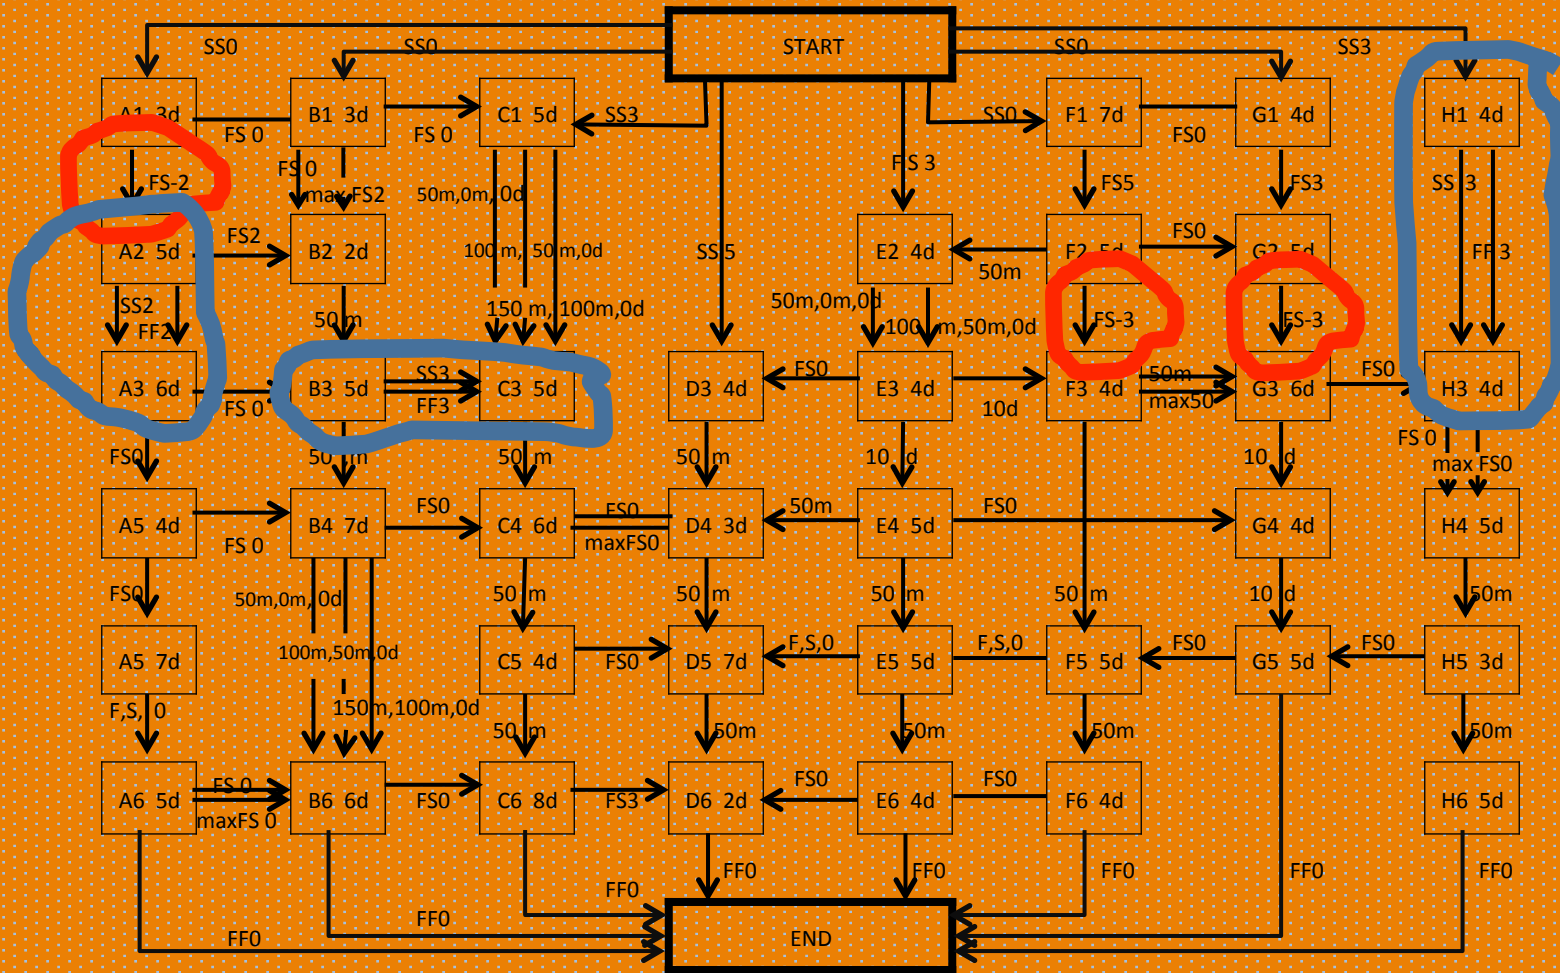 START
SS0
SS0
SS0
SS3
A1 3d
B1 3d
C1 5d
SS3
SS0
F1 7d
G1 4d
H1 4d
FS 0
FS 0
FS0
FS-2
FS 0
max FS2
50m,0m,0d
FS 3
FS5
FS3
SS 3
A2 5d
FS2
B2 2d
100 m, 50 m,0d
SS 5
E2 4d
50m
F2 5d
FS0
G2 5d
FF 3
SS2
FF2
50 m
150 m, 100m,0d
50m,0m,0d
100 m,50m,0d
FS-3
FS-3
A3 6d
FS 0
B3 5d
SS3
FF3
C3 5d
D3 4d
FS0
E3 4d
10d
F3 4d
50m
max50
G3 6d
FS0
H3 4d
FS0
50 m
50 m
50 m
10 d
10 d
FS 0
max FS0
A5 4d
FS 0
B4 7d
FS0
C4 6d
FS0
maxFS0
D4 3d
50m
E4 5d
FS0
G4 4d
H4 5d
FS0
50m,0m, 0d
50 m
50 m
50 m
50 m
10 d
50m
A5 7d
100m,50m,0d
C5 4d
FS0
D5 7d
F,S,0
E5 5d
F,S,0
F5 5d
FS0
G5 5d
FS0
H5 3d
F,S, 0
150m,100m,0d
50 m
50m
50m
50m
50m
A6 5d
FS 0
maxFS 0
B6 6d
FS0
C6 8d
FS3
D6 2d
FS0
E6 4d
FS0
F6 4d
H6 5d
FF0
FF0
FF0
FF0
FF0
FF0
FF0
FF0
END